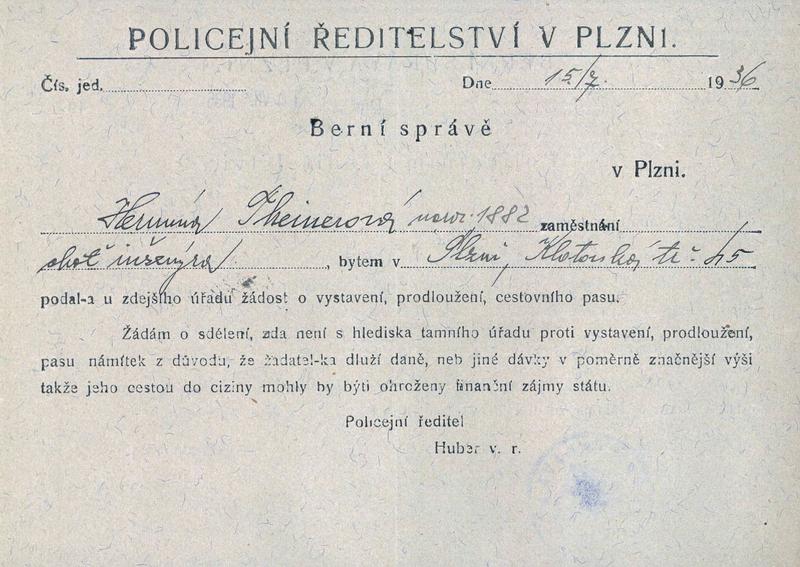 POLICEJNÍ ŘEDITELSTVÍ V PLZNI.
Čís. jed. Dne 15/7. 1936
Berní správě
v Plzni.
Hermína Theinerová naroz. 1882 zaměstnání
choť inženýra, bytem v Plzni, Klatovská tř. 65
podal-a u zdejšího úřadu žádost o vystavení, prodloužení, cestovního pasu.
Žádám o sdělení, zda není s hlediska tamního úřadu proti vystavení, prodloužení,
pasu námitek z důvodu, že žadatel-ka dluží daně, neb jiné dávky v poměrně značnější výši
takže jeho cestou do ciziny mohly by býti ohroženy finanční zájmy státu.
Policejní ředitel
Huber v. r.